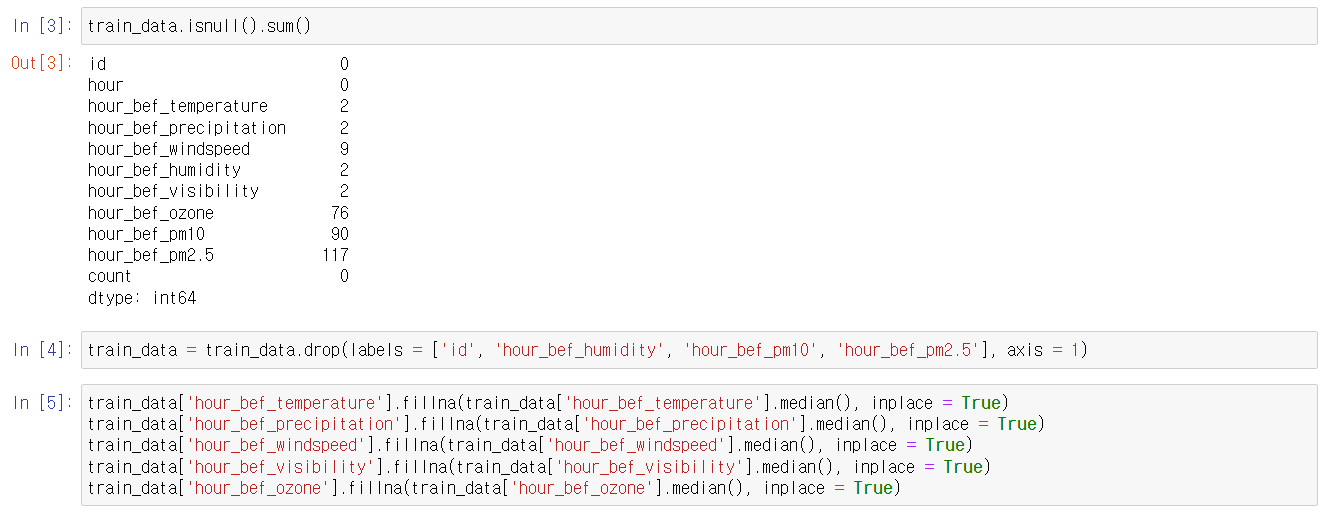 In [3]: train_data.isnull().sum()
Out[3]: id 0
hour 0
hour_bef_temperature 2
hour_bef_precipitation 2
hour_bef_windspeed 9
hour_bef_humidity 2
hour_bef_visibility 2
hour_bef_ozone 76
hour_bef_pm10 90
hour_bef_pm2.5 117
count 0
dtype: int64
In [4]: train_data = train_data.drop(labels = ['id', 'hour_bef_humidity', 'hour_bef_pm10', 'hour_bef_pm2.5'], axis = 1)
In [5]: train_data['hour_bef_temperature'].fillna(train_data['hour_bef_temperature'].median(), inplace = True)
train_data['hour_bef_precipitation'].fillna(train_data['hour_bef_precipitation'].median(), inplace = True)
train_data['hour_bef_windspeed'].fillna(train_data['hour_bef_windspeed'].median(), inplace = True)
train_data['hour_bef_visibility'].fillna(train_data['hour_bef_visibility'].median(), inplace = True)
train_data['hour_bef_ozone'].fillna(train_data['hour_bef_ozone'].median(), inplace = True)